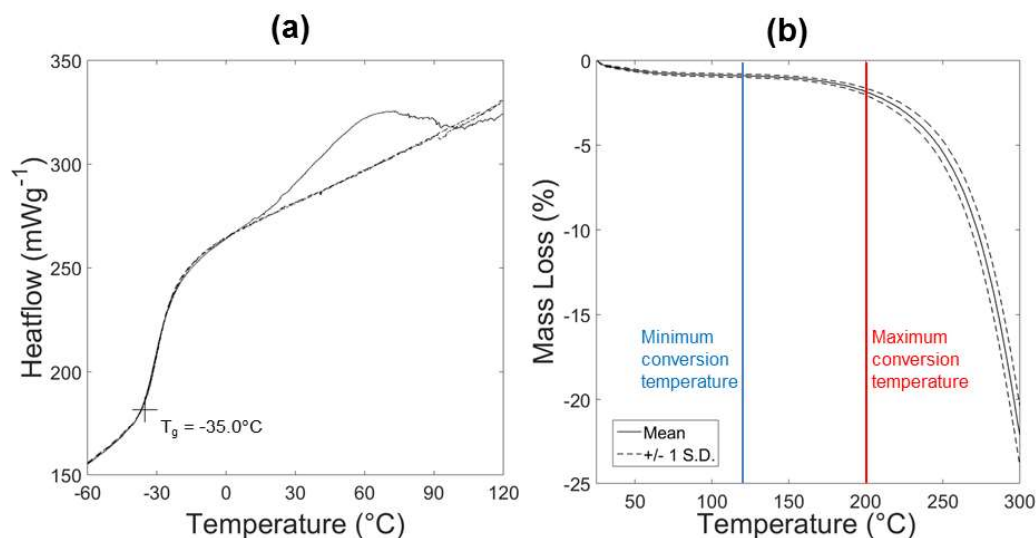 (a)
350
300
250
200
150
Heatflow (mWg⁻¹)
T_g = -35.0°C
-60 -30 0 30 60 90 120
Temperature (°C)
(b)
0
-5
-10
-15
-20
-25
Mass Loss (%)
Minimum
conversion
temperature
Maximum
conversion
temperature
Mean
+/- 1 S.D.
50 100 150 200 250 300
Temperature (°C)